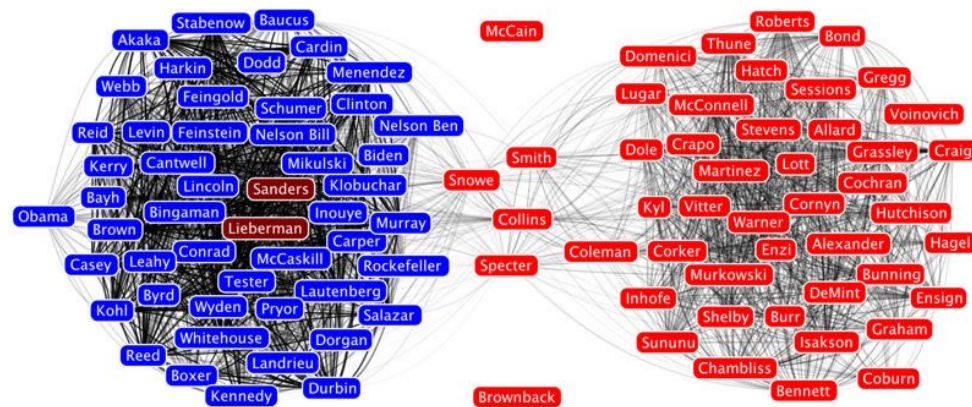 Stabenow
Baucus
Akaka
Cardin
Harkin
Dodd
Webb
Menendez
Feingold
Schumer
Clinton
Reid
Levin
Feinstein
Nelson Bill
Nelson Ben
Kerry
Cantwell
Mikulski
Biden
Bayh
Lincoln
Sanders
Klobuchar
Obama
Bingaman
Inouye
Brown
Lieberman
Murray
Carper
Casey
Leahy
Conrad
McCaskill
Rockefeller
Tester
Kohl
Byrd
Wyden
Pryor
Lautenberg
Salazar
Whitehouse
Dorgan
Reed
Landrieu
Boxer
Kennedy
Durbin
McCain
Smith
Snowe
Collins
Specter
Brownback
Roberts
Bond
Thune
Domenici
Hatch
Gregg
Lugar
McConnell
Sessions
Voinovich
Stevens
Allard
Dole
Crapo
Grassley
Craig
Martinez
Lott
Cochran
Kyl
Vitter
Cornyn
Warner
Hutchison
Coleman
Corker
Enzi
Alexander
Hagel
Murkowski
Bunning
Inhofe
DeMint
Ensign
Shelby
Burr
Sununu
Isakson
Graham
Chambliss
Coburn
Bennett